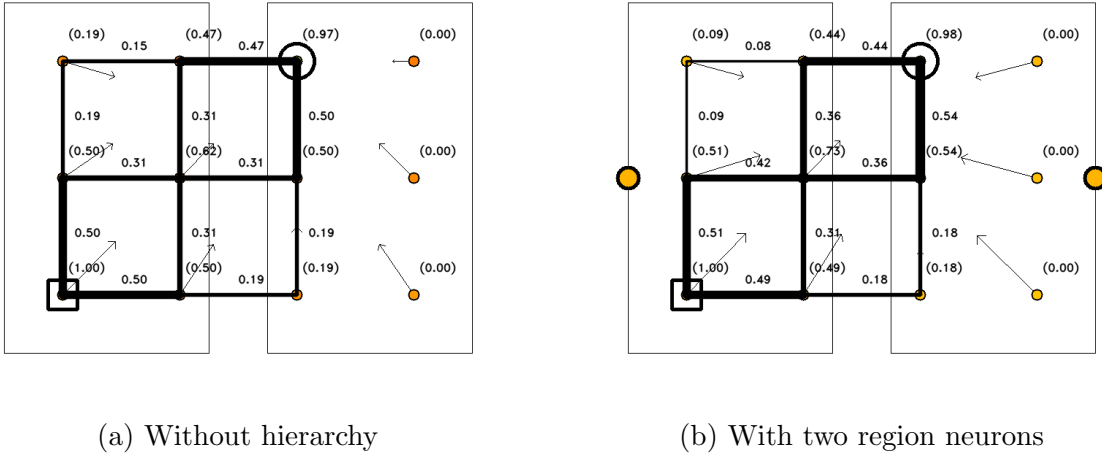 (0.19) (0.47) (0.97) (0.00)
0.15 0.47
0.19 0.31 0.50
(0.50) (0.62) (0.50) (0.00)
0.31 0.31
0.50 0.31 0.19
(1.00) (0.50) (0.19) (0.00)
0.50 0.19
(a) Without hierarchy
(0.09) (0.44) (0.98) (0.00)
0.08 0.44
0.09 0.36 0.54
(0.51) (0.73) (0.54) (0.00)
0.42 0.36
0.51 0.31 0.18
(1.00) (0.49) (0.18) (0.00)
0.49 0.18
(b) With two region neurons